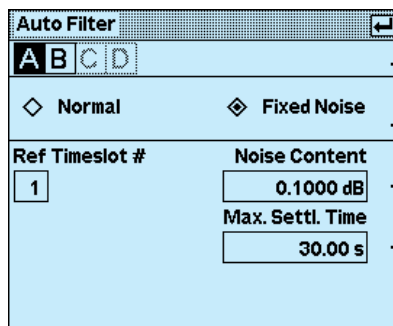 Auto Filter
A B C D
Normal Fixed Noise
Ref Timeslot # Noise Content
1 0.1000 dB
Max. Settl. Time
30.00 s